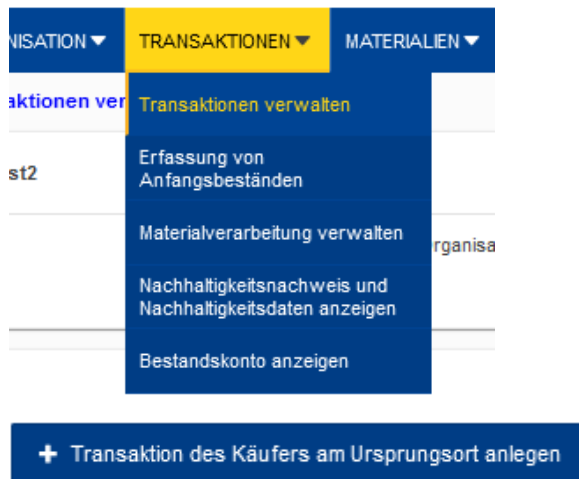 NISATION TRANSAKTIONEN MATERIALIEN
aktionen ver
Transaktionen verwalten
st2
Erfassung von
Anfangsbeständen
Materialverarbeitung verwalten
rganisa
Nachhaltigkeitsnachweis und
Nachhaltigkeitsdaten anzeigen
Bestandskonto anzeigen
+ Transaktion des Käufers am Ursprungsort anlegen